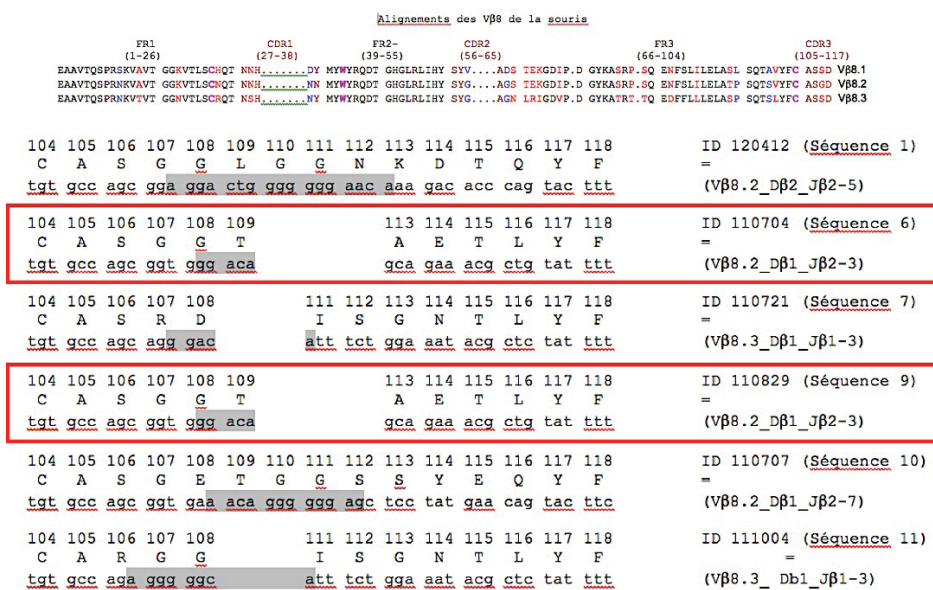 Alignements des Vβ8 de la souris
FR1 CDR1 FR2- CDR2 FR3 CDR3
(1-26) (27-38) (39-55) (56-65) (66-104) (105-117)
EAAVTQSPRSKVAVT GGKVTLSCHQT NNH.......DY MYWYRQDT GHGLRLIHY SYV....ADS TEKGDIP.D GYKASRP.SQ ENFSLILELASL SQTAVYFC ASSD Vβ8.1
EAAVTQSPRNKVAVT GGKVTLSCNQT NNH.......NN MYWYRQDT GHGLRLIHY SYG....AGS TEKGDIP.D GYKASRP.SQ ENFSLILELATP SQTSVYFC ASGD Vβ8.2
EAAVTQSPRSKVTVT GGKVTLSCHQT NNH.......NN MYWYRQDT GHGLRLIHY SYG....AGN LRIGDVP.D GYKATRT.TQ EDFFLLLELASP SQTSLYFC ASSD Vβ8.3
104 105 106 107 108 109 110 111 112 113 114 115 116 117 118 ID 120412 (Séquence 1)
C A S G G L G G N K D T Q Y F =
tgt gcc agc gga gga ctg ggg ggg aac aaa gac acc cag tac ttt (Vβ8.2_Dβ2_Jβ2-5)
104 105 106 107 108 109 113 114 115 116 117 118 ID 110704 (Séquence 6)
C A S G G T A E T L Y F =
tgt gcc agc ggt ggg aca gca gaa acg ctg tat ttt (Vβ8.2_Dβ1_Jβ2-3)
104 105 106 107 108 111 112 113 114 115 116 117 118 ID 110721 (Séquence 7)
C A S R D I S G N T L Y F =
tgt gcc agc agg gac att tct gga aat acg ctc tat ttt (Vβ8.3_Dβ1_Jβ1-3)
104 105 106 107 108 109 113 114 115 116 117 118 ID 110829 (Séquence 9)
C A S G G T A E T L Y F =
tgt gcc agc ggt ggg aca gca gaa acg ctg tat ttt (Vβ8.2_Dβ1_Jβ2-3)
104 105 106 107 108 109 110 111 112 113 114 115 116 117 118 ID 110707 (Séquence 10)
C A S G E T G G S S Y E Q Y F =
tgt gcc agc ggt gaa aca ggg ggg agc tcc tat gaa cag tac ttc (Vβ8.2_Dβ1_Jβ2-7)
104 105 106 107 108 111 112 113 114 115 116 117 118 ID 111004 (Séquence 11)
C A R G G I S G N T L Y F =
tgt gcc aga ggg ggc att tct gga aat acg ctc tat ttt (Vβ8.3_ Db1_Jβ1-3)